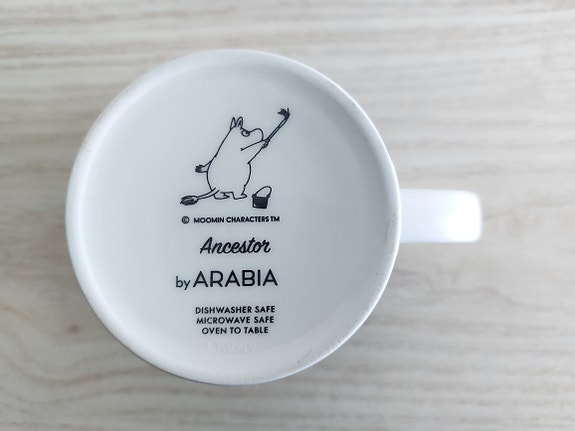 © MOOMIN CHARACTERS TM
Ancestor
by ARABIA
DISHWASHER SAFE
MICROWAVE SAFE
OVEN TO TABLE